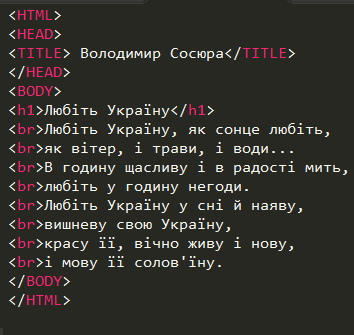 <HTML>
<HEAD>
<TITLE> Володимир Сосюра</TITLE>
</HEAD>
<BODY>
<h1>Любіть Україну</h1>
<br>Любіть Україну, як сонце любіть,
<br>як вітер, і трави, і води...
<br>В годину щасливу і в радості мить,
<br>любіть у годину негоди.
<br>Любіть Україну у сні й наяву,
<br>вишневу свою Україну,
<br>красу її, вічно живу і нову,
<br>і мову її солов'їну.
</BODY>
</HTML>